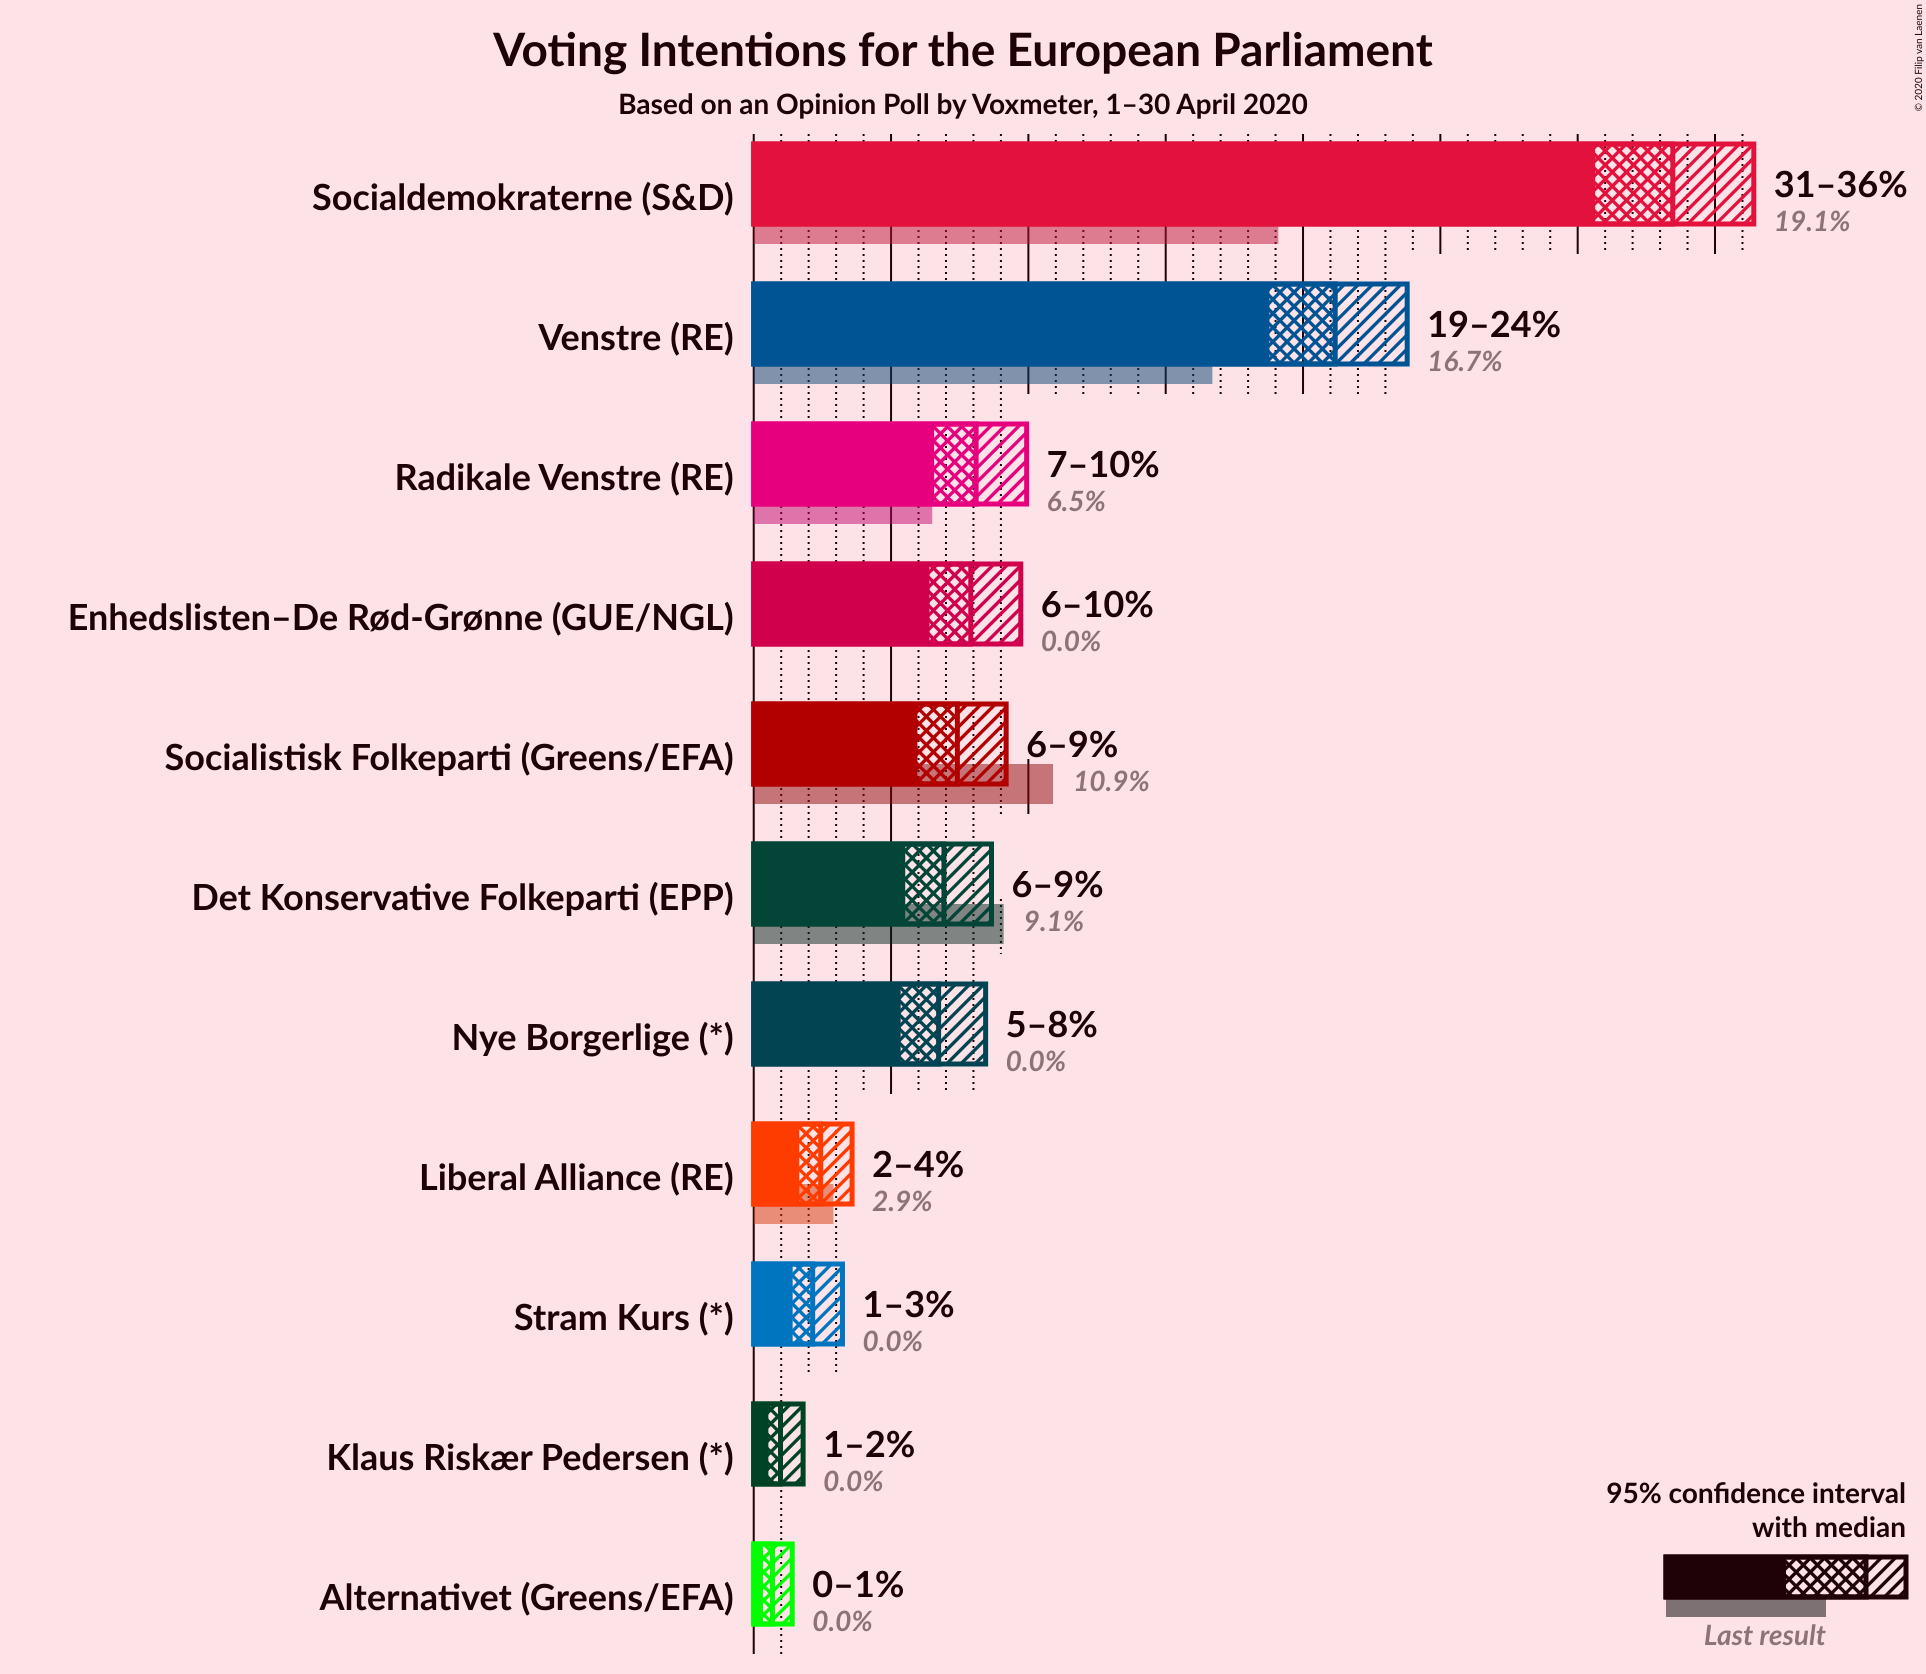 Voting Intentions for the European Parliament
Based on an Opinion Poll by Voxmeter, 1–30 April 2020
© 2020 Filip van Laenen
Socialdemokraterne (S&D)
31–36%
19.1%
Venstre (RE)
19–24%
16.7%
Radikale Venstre (RE)
7–10%
6.5%
Enhedslisten–De Rød-Grønne (GUE/NGL)
6–10%
0.0%
Socialistisk Folkeparti (Greens/EFA)
6–9%
10.9%
Det Konservative Folkeparti (EPP)
6–9%
9.1%
Nye Borgerlige (*)
5–8%
0.0%
Liberal Alliance (RE)
2–4%
2.9%
Stram Kurs (*)
1–3%
0.0%
Klaus Riskær Pedersen (*)
1–2%
0.0%
Alternativet (Greens/EFA)
0–1%
0.0%
95% confidence interval
with median
Last result